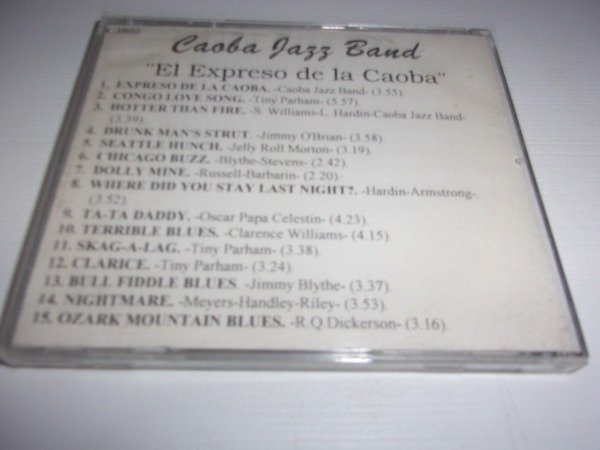 Caoba Jazz Band
"El Expreso de la Caoba"
1. EXPRESO DE LA CAOBA. -Caoba Jazz Band- (3.55).
2. CONGO LOVE SONG. -Tiny Parham- (5.57).
3. HOTTER THAN FIRE. -S. Williams-L. Hardin-Caoba Jazz Band-
(3.39)
4. DRUNK MAN'S STRUT -Jimmy O'Brian- (3.58).
5. SEATTLE HUNCH. -Jelly Roll Morton- (3.19).
6. CHICAGO BUZZ. -Blythe-Stevens- (2.42).
7. DOLLY MINE. -Russell-Barbarin- (2.20).
8. WHERE DID YOU STAY LAST NIGHT?. -Hardin-Armstrong-
(3.52).
9. TA-TA DADDY. -Oscar Papa Celestin- (4.23).
10. TERRIBLE BLUES. -Clarence Williams- (4.15).
11. SKAG-A-LAG. -Tiny Parham- (3.38).
12. CLARICE. -Tiny Parham- (3.24).
13. BULL FIDDLE BLUES -Jimmy Blythe- (3.37).
14. NIGHTMARE. -Meyers-Handley-Riley- (3.53).
15. OZARK MOUNTAIN BLUES. -R.Q.Dickerson- (3.16).